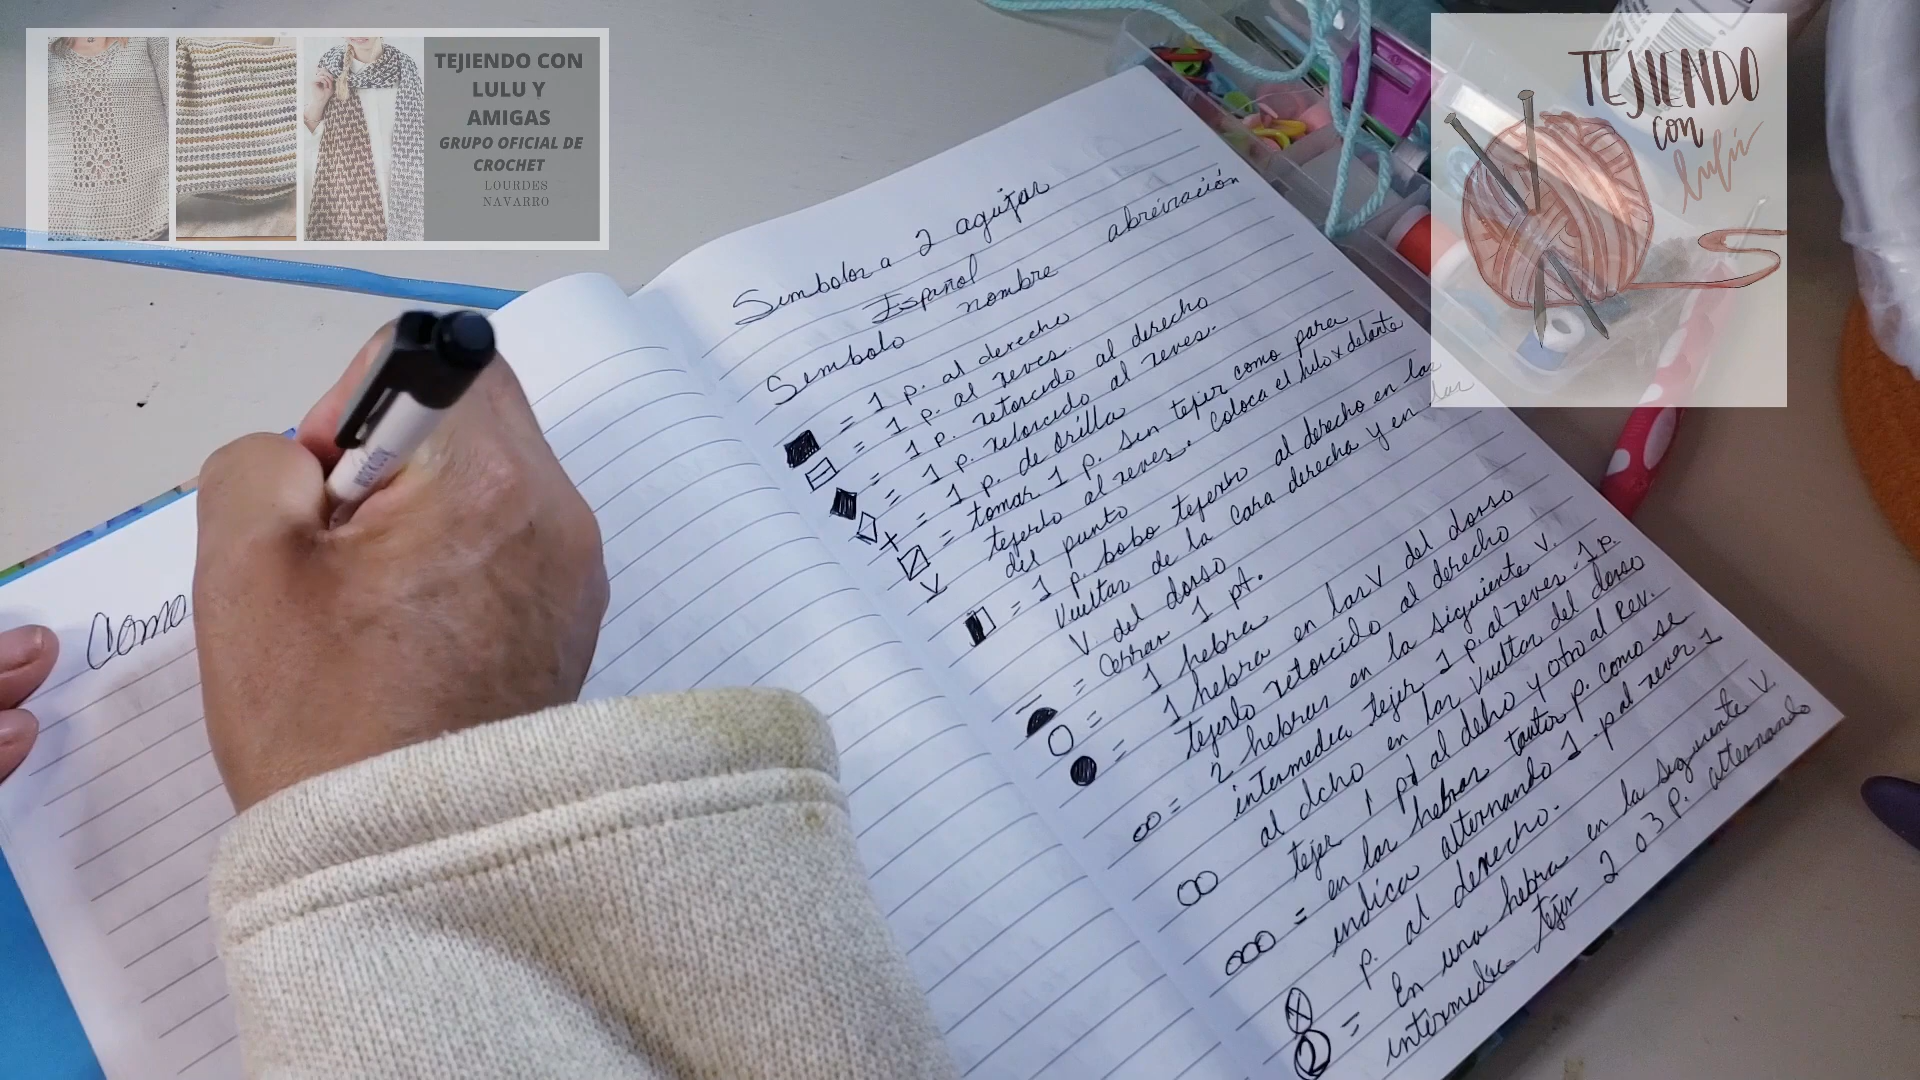 TEJIENDO CON
LULU Y
AMIGAS
GRUPO OFICIAL DE
CROCHET
LOURDES
NAVARRO
TEJIENDO
con
lulú
Como
Simbolos a 2 agujas
Español
Simbolo nombre abreviación
= 1 p. al derecho
= 1 p. al reves.
= 1 p. retorcido al derecho
= 1 p. retorcido al reves.
+ = 1 p. de orilla
= tomar 1 p. sin tejer como para
V tejerlo al reves. Coloca el hilo x delante
del punto
= 1 p. bobo tejerlo al derecho en las
vueltas de la cara derecha y en las
V. del dorso
= Cerrar 1 pt.
= 1 hebra
= 1 hebra en las V del dorso
tejerlo retorcido al derecho
oo = 2 hebras en la siguiente V.
intermedia tejer 1 p. al reves. 1 p.
al dcho en las vueltas del dorso
oo tejer 1 pt al dcho y otro al Rev.
ooo = en las hebras tantos p. como se
indica alternando 1 p al rever 1
p. al derecho.
2 = En una hebra en la siguiente V.
intermedia tejer 2 o 3 p. alternando